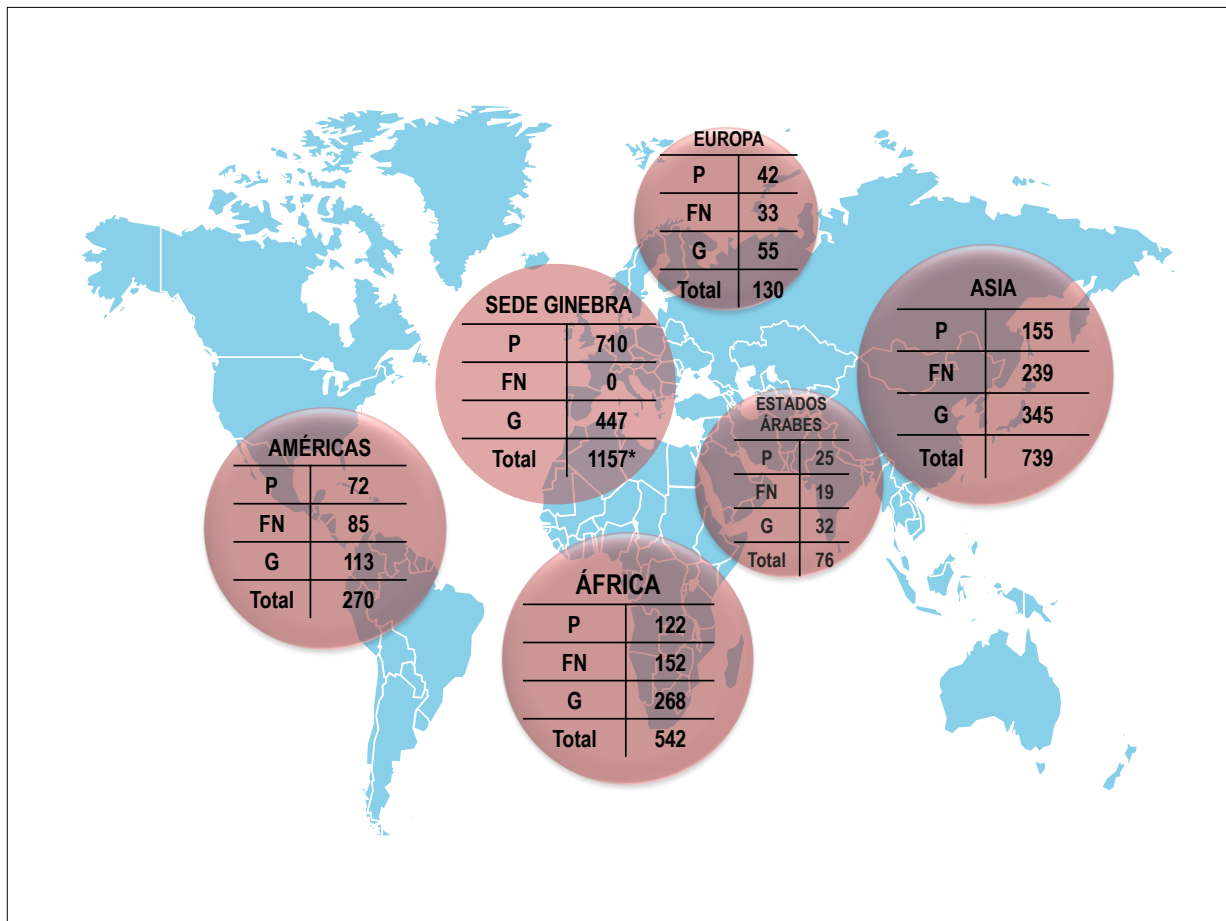 EUROPA
P 42
FN 33
G 55
Total 130
SEDE GINEBRA
P 710
FN 0
G 447
Total 1157*
ASIA
P 155
FN 239
G 345
Total 739
ESTADOS
ÁRABES
P 25
FN 19
G 32
Total 76
AMÉRICAS
P 72
FN 85
G 113
Total 270
ÁFRICA
P 122
FN 152
G 268
Total 542